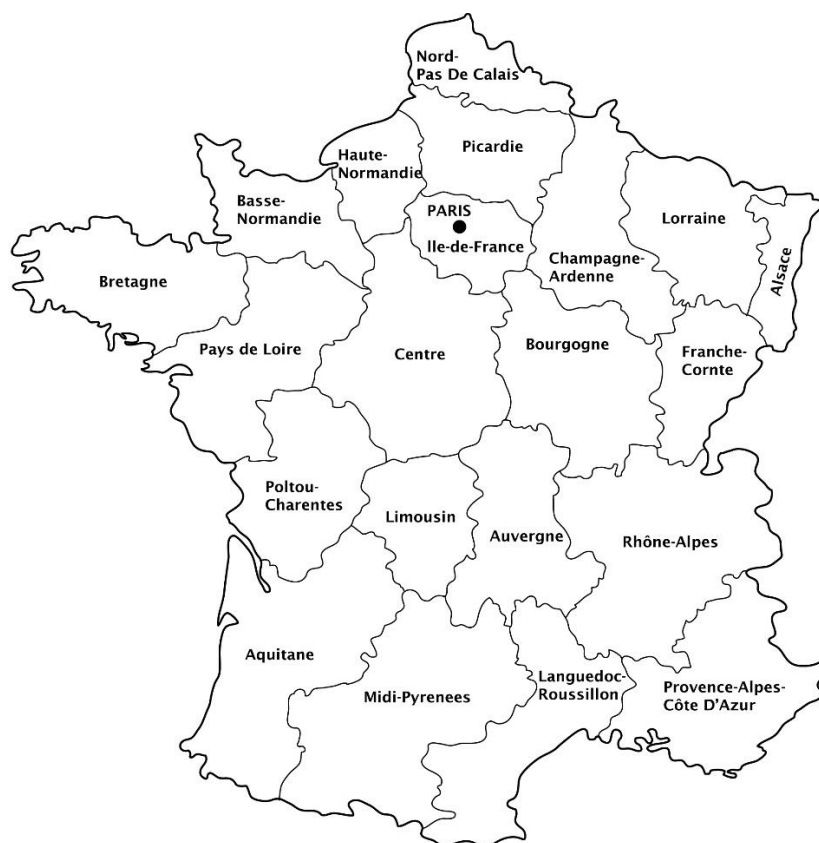 Nord-
Pas De Calais
Haute-
Normandie
Picardie
Basse-
Normandie
PARIS
Ile-de-France
Lorraine
Champagne-
Ardenne
Alsace
Bretagne
Pays de Loire
Centre
Bourgogne
Franche-
Cornte
Poltou-
Charentes
Limousin
Auvergne
Rhône-Alpes
Aquitane
Midi-Pyrenees
Languedoc-
Roussillon
Provence-Alpes-
Côte D'Azur